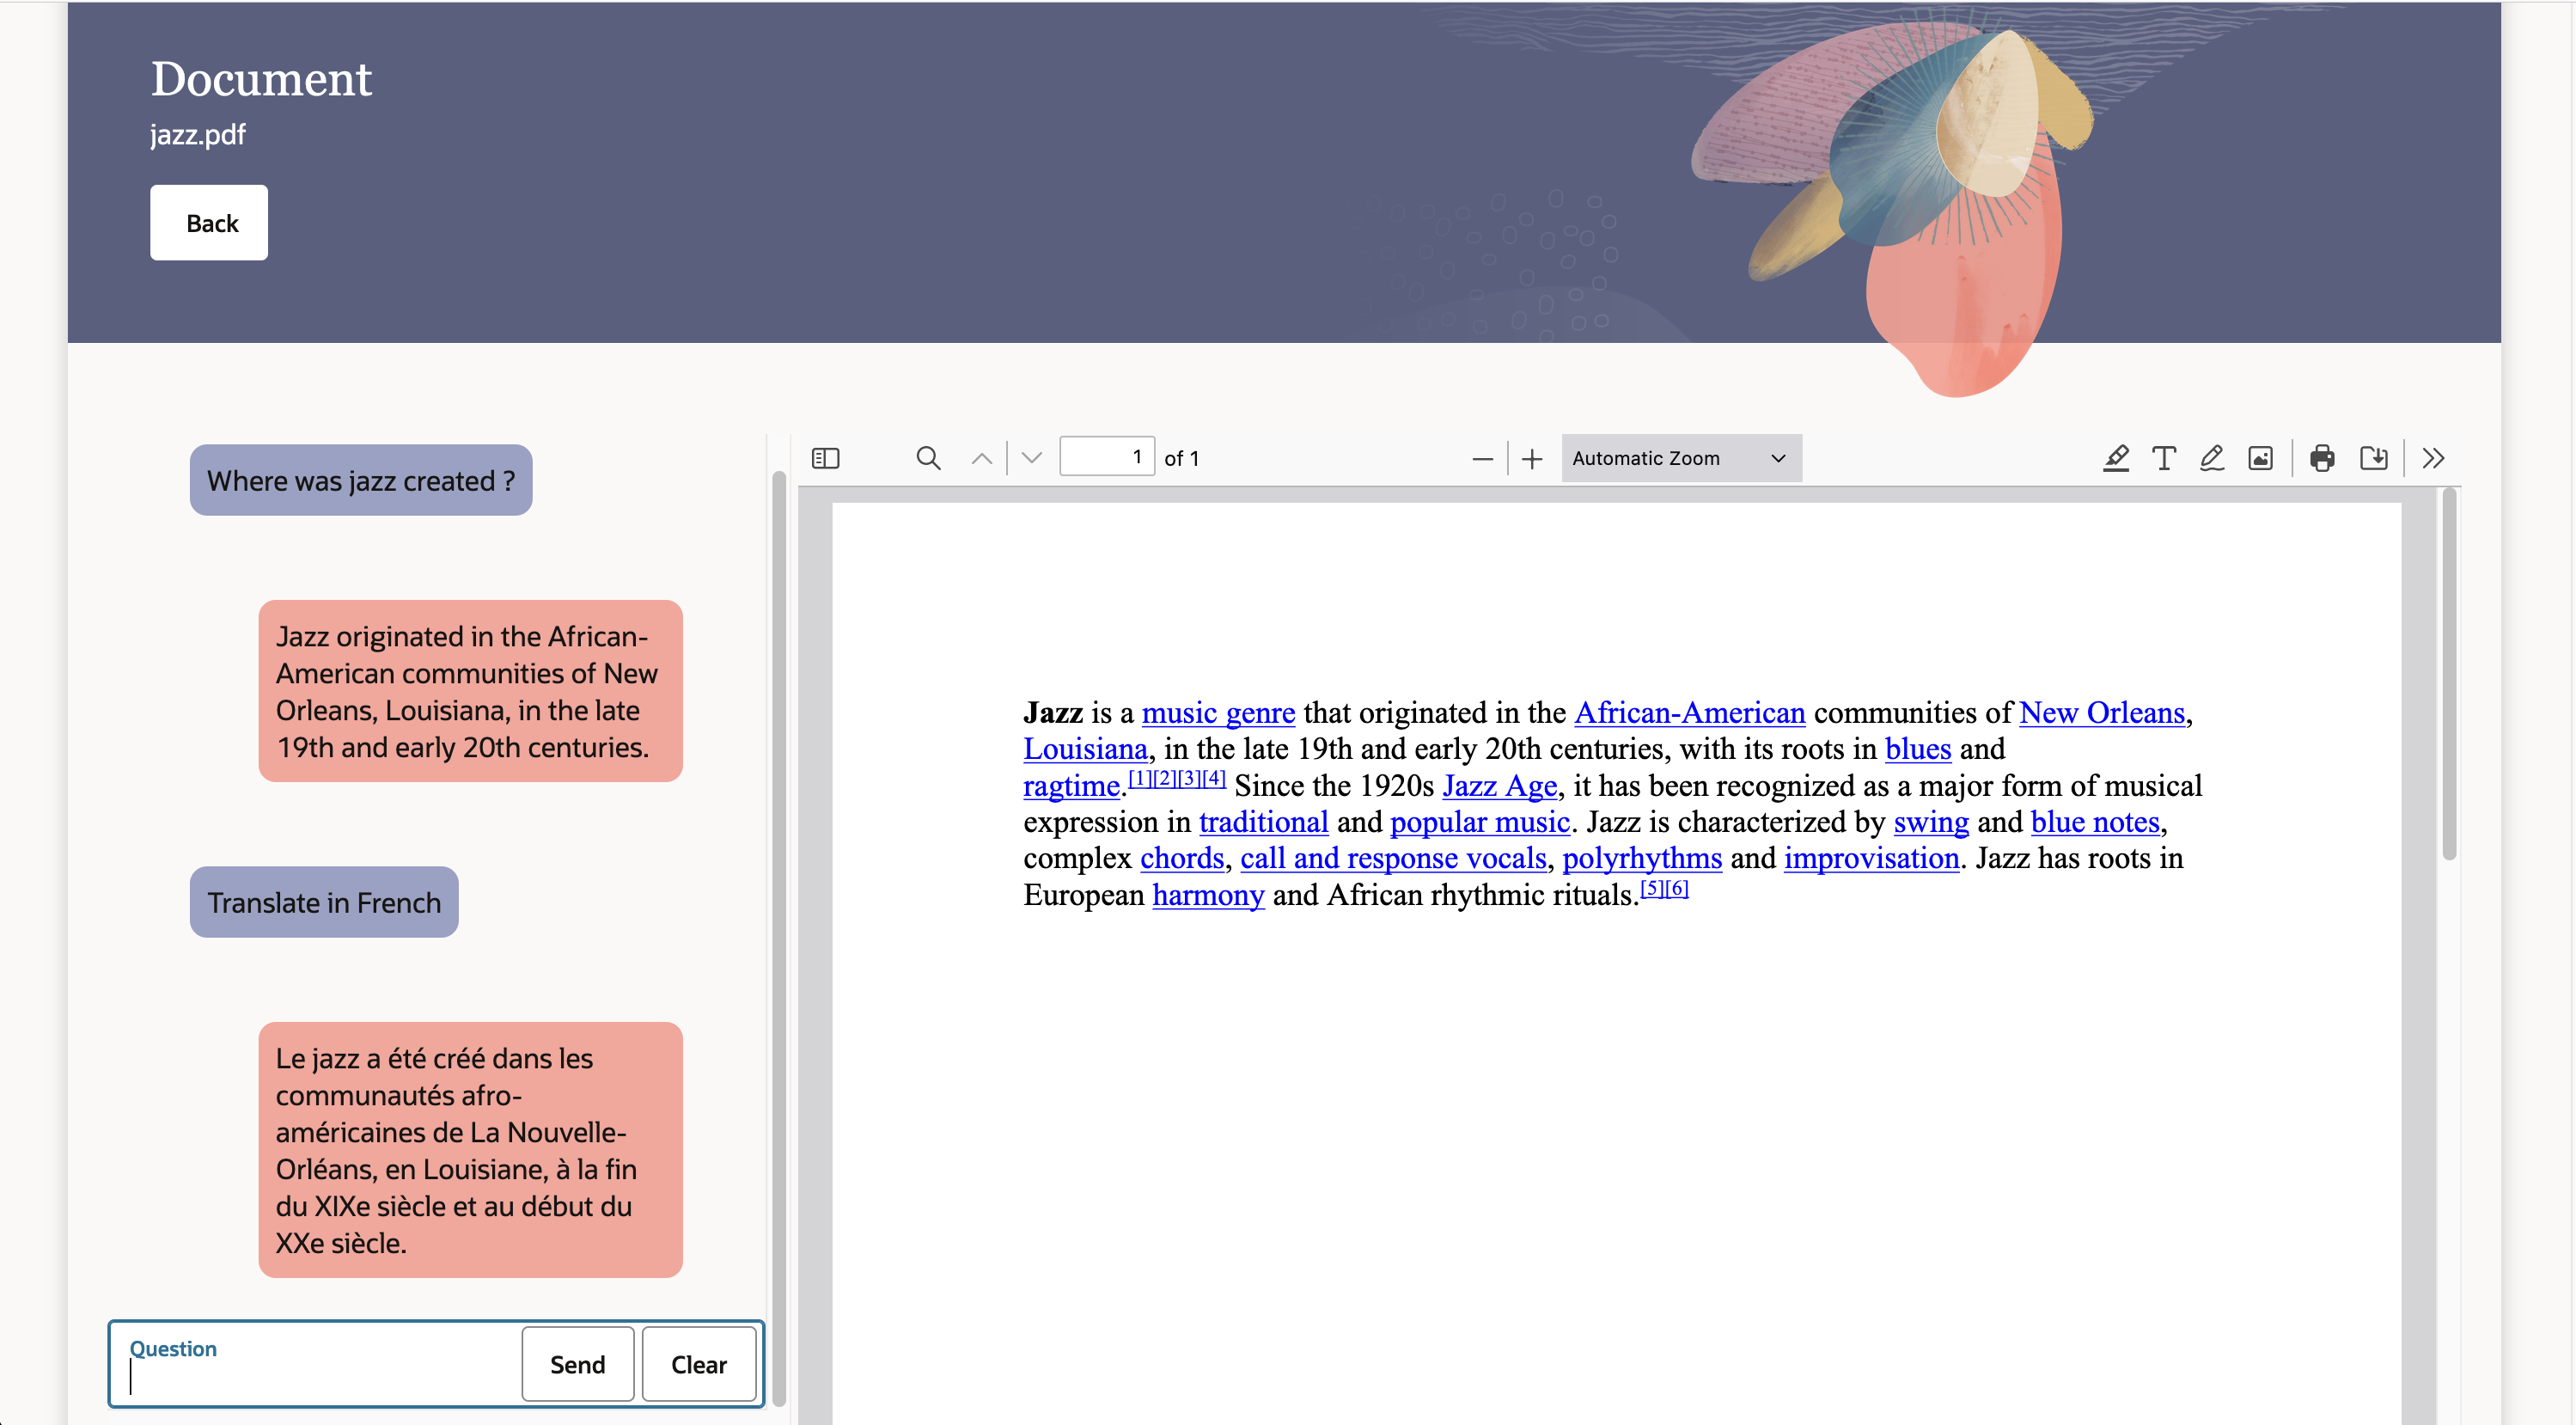 Document
jazz.pdf
Back
Where was jazz created ?
Jazz originated in the African-
American communities of New
Orleans, Louisiana, in the late
19th and early 20th centuries.
Translate in French
Le jazz a été créé dans les
communautés afro-
américaines de La Nouvelle-
Orléans, en Louisiane, à la fin
du XIXe siècle et au début du
XXe siècle.
Question
Send
Clear
1 of 1
Automatic Zoom
Jazz is a music genre that originated in the African-American communities of New Orleans,
Louisiana, in the late 19th and early 20th centuries, with its roots in blues and
ragtime.[1][2][3][4] Since the 1920s Jazz Age, it has been recognized as a major form of musical
expression in traditional and popular music. Jazz is characterized by swing and blue notes,
complex chords, call and response vocals, polyrhythms and improvisation. Jazz has roots in
European harmony and African rhythmic rituals.[5][6]